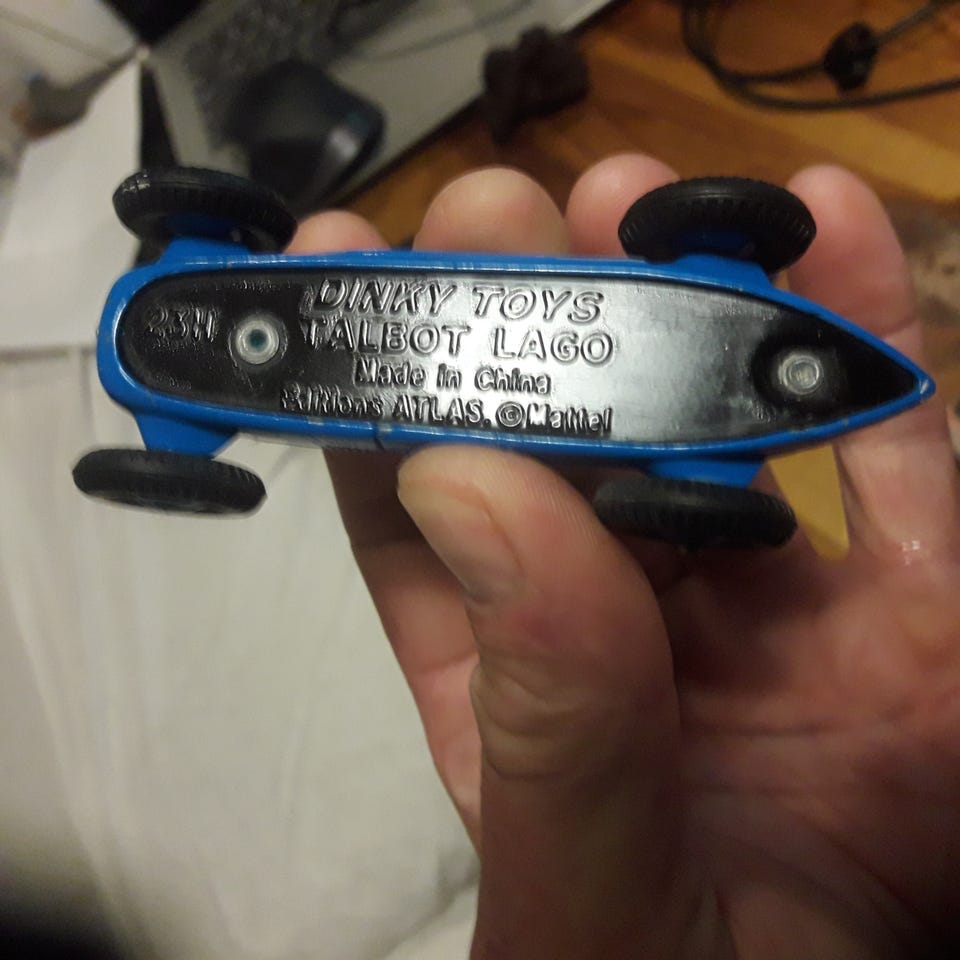 23H
DINKY TOYS
TALBOT LAGO
Made in China
Editions ATLAS. ©Mattel